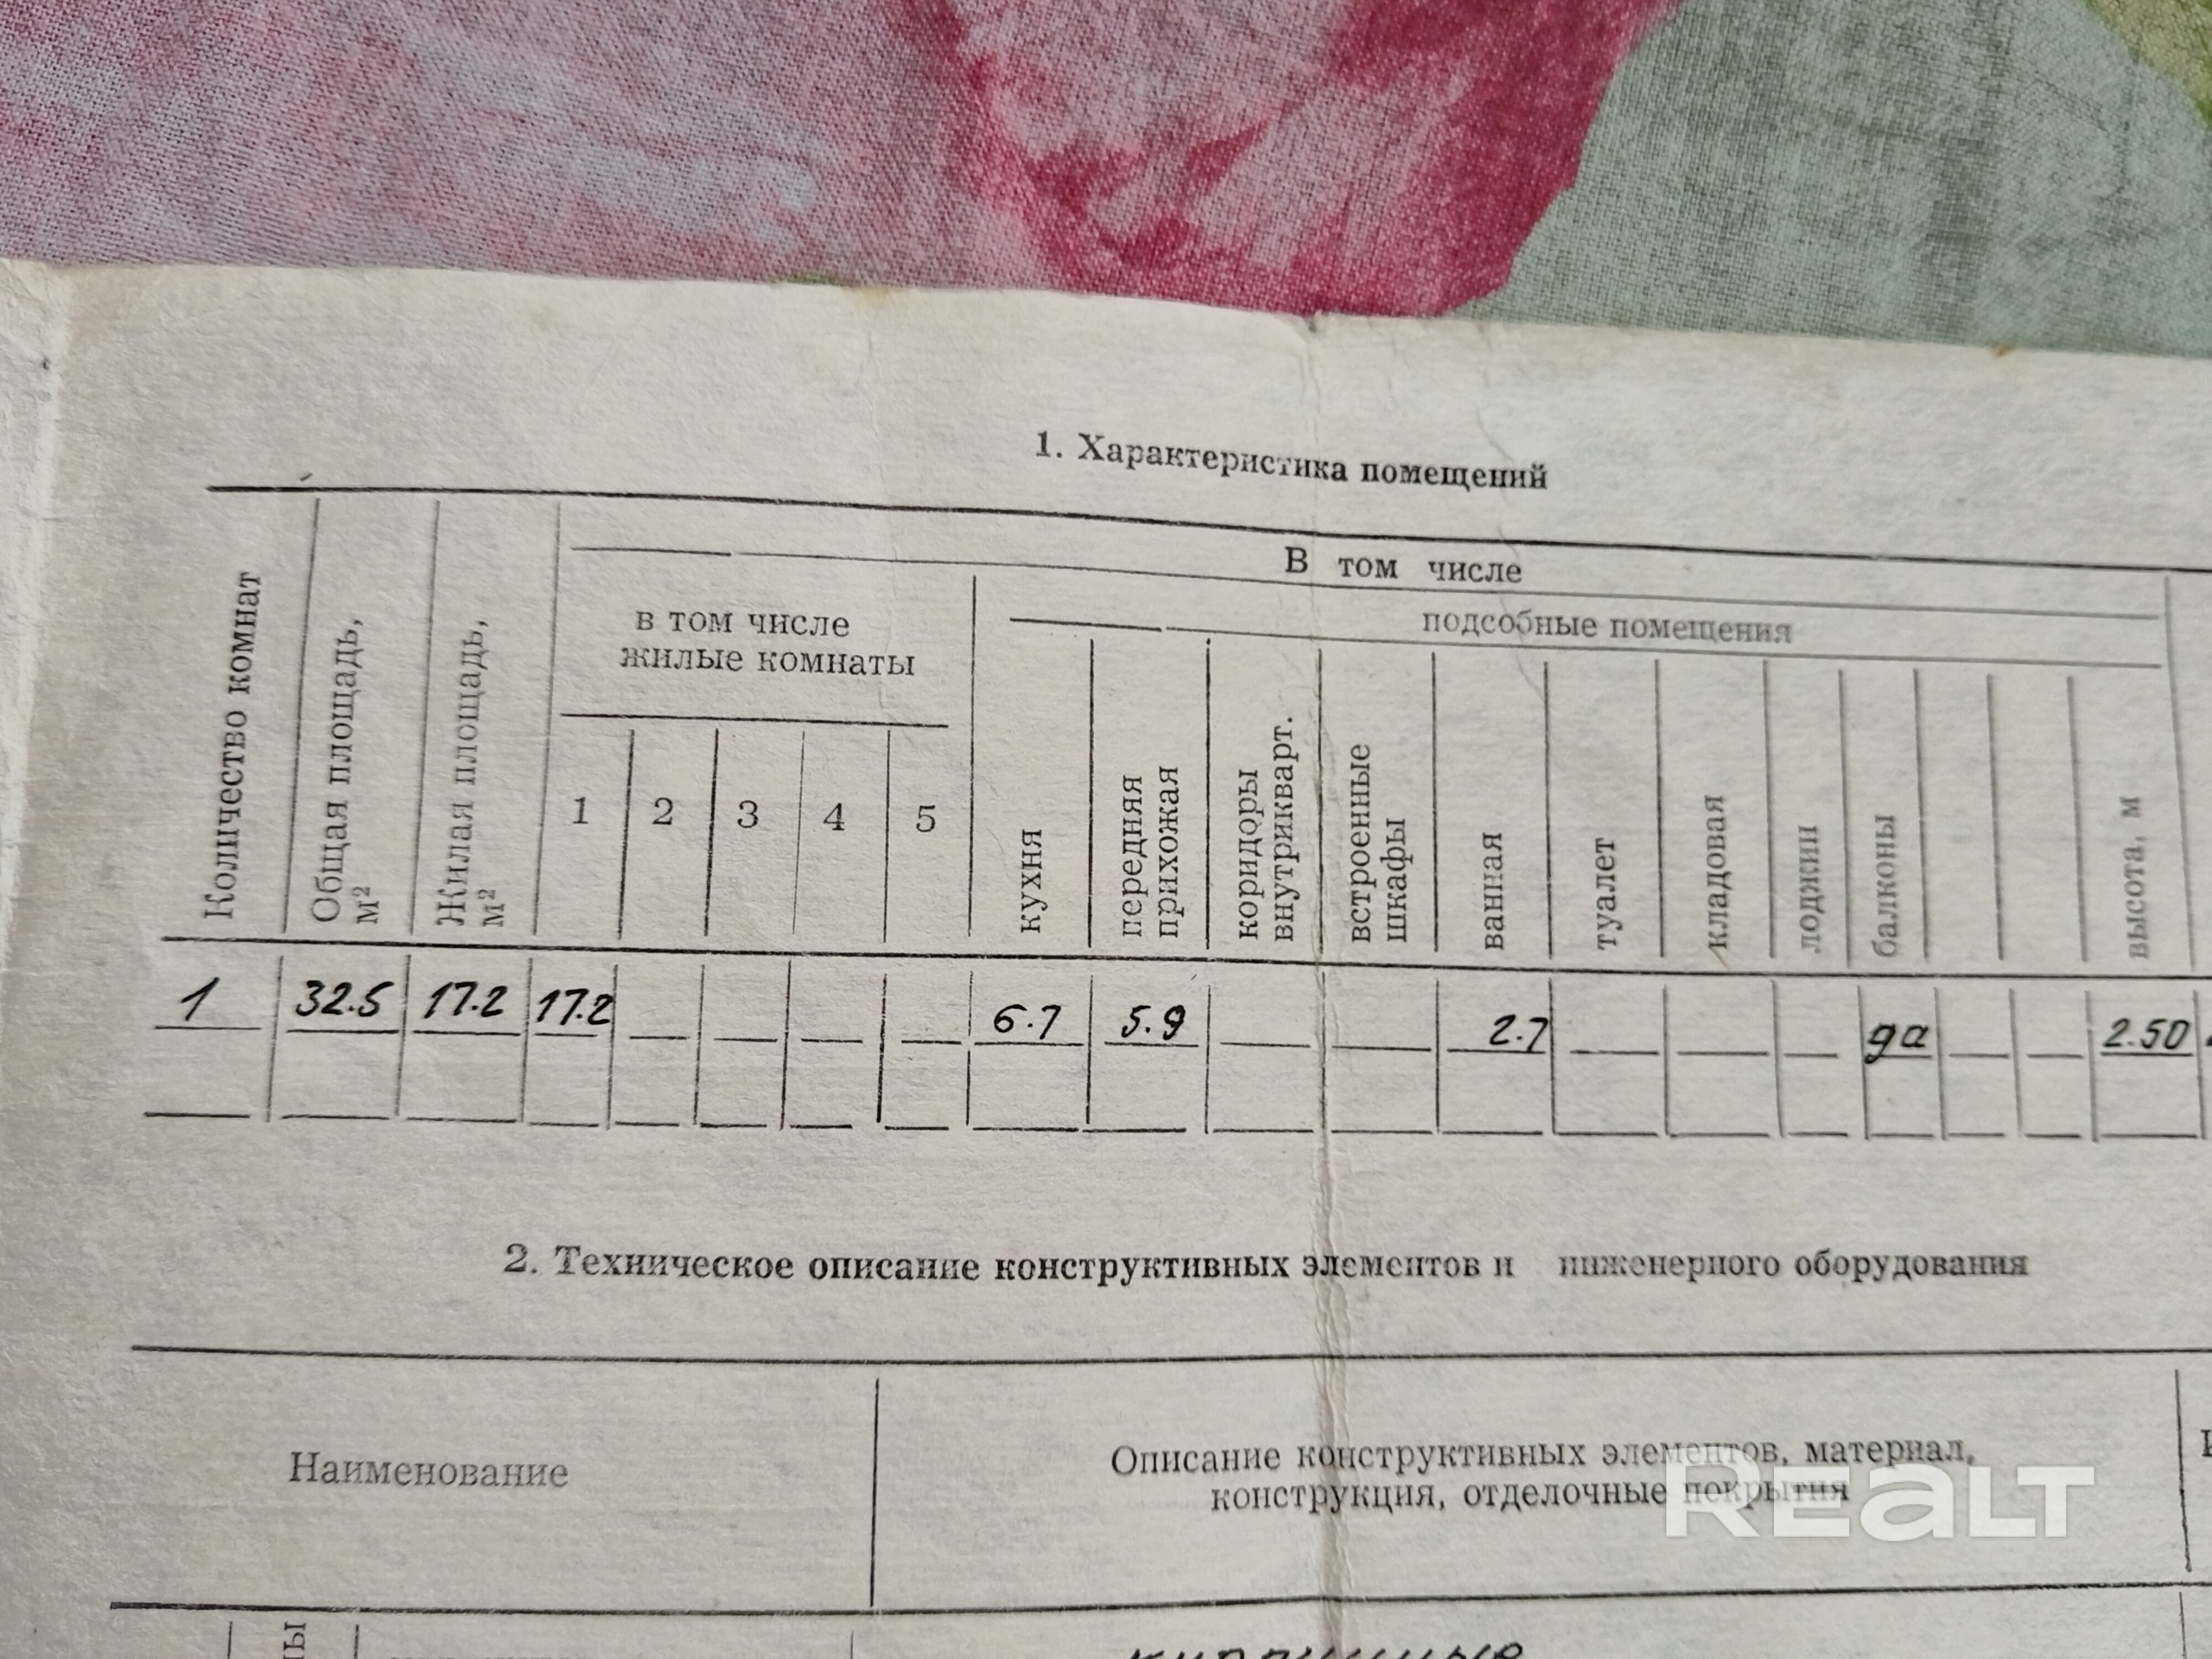 1. Характеристика помещений
В том числе
в том числе
жилые комнаты
подсобные помещения
Количество комнат
Общая площадь,
м²
Жилая площадь,
м²
1 2 3 4 5
кухня
передняя
прихожая
коридоры
внутрикварт.
встроенные
шкафы
ванная
туалет
кладовая
лоджии
балконы
высота, м
1 32.5 17.2 17.2 — — — — 6.7 5.9 — — 2.7 — — — да — — 2.50
2. Техническое описание конструктивных элементов и инженерного оборудования
Наименование
Описание конструктивных элементов, материал,
конструкция, отделочные покрытия
REALT